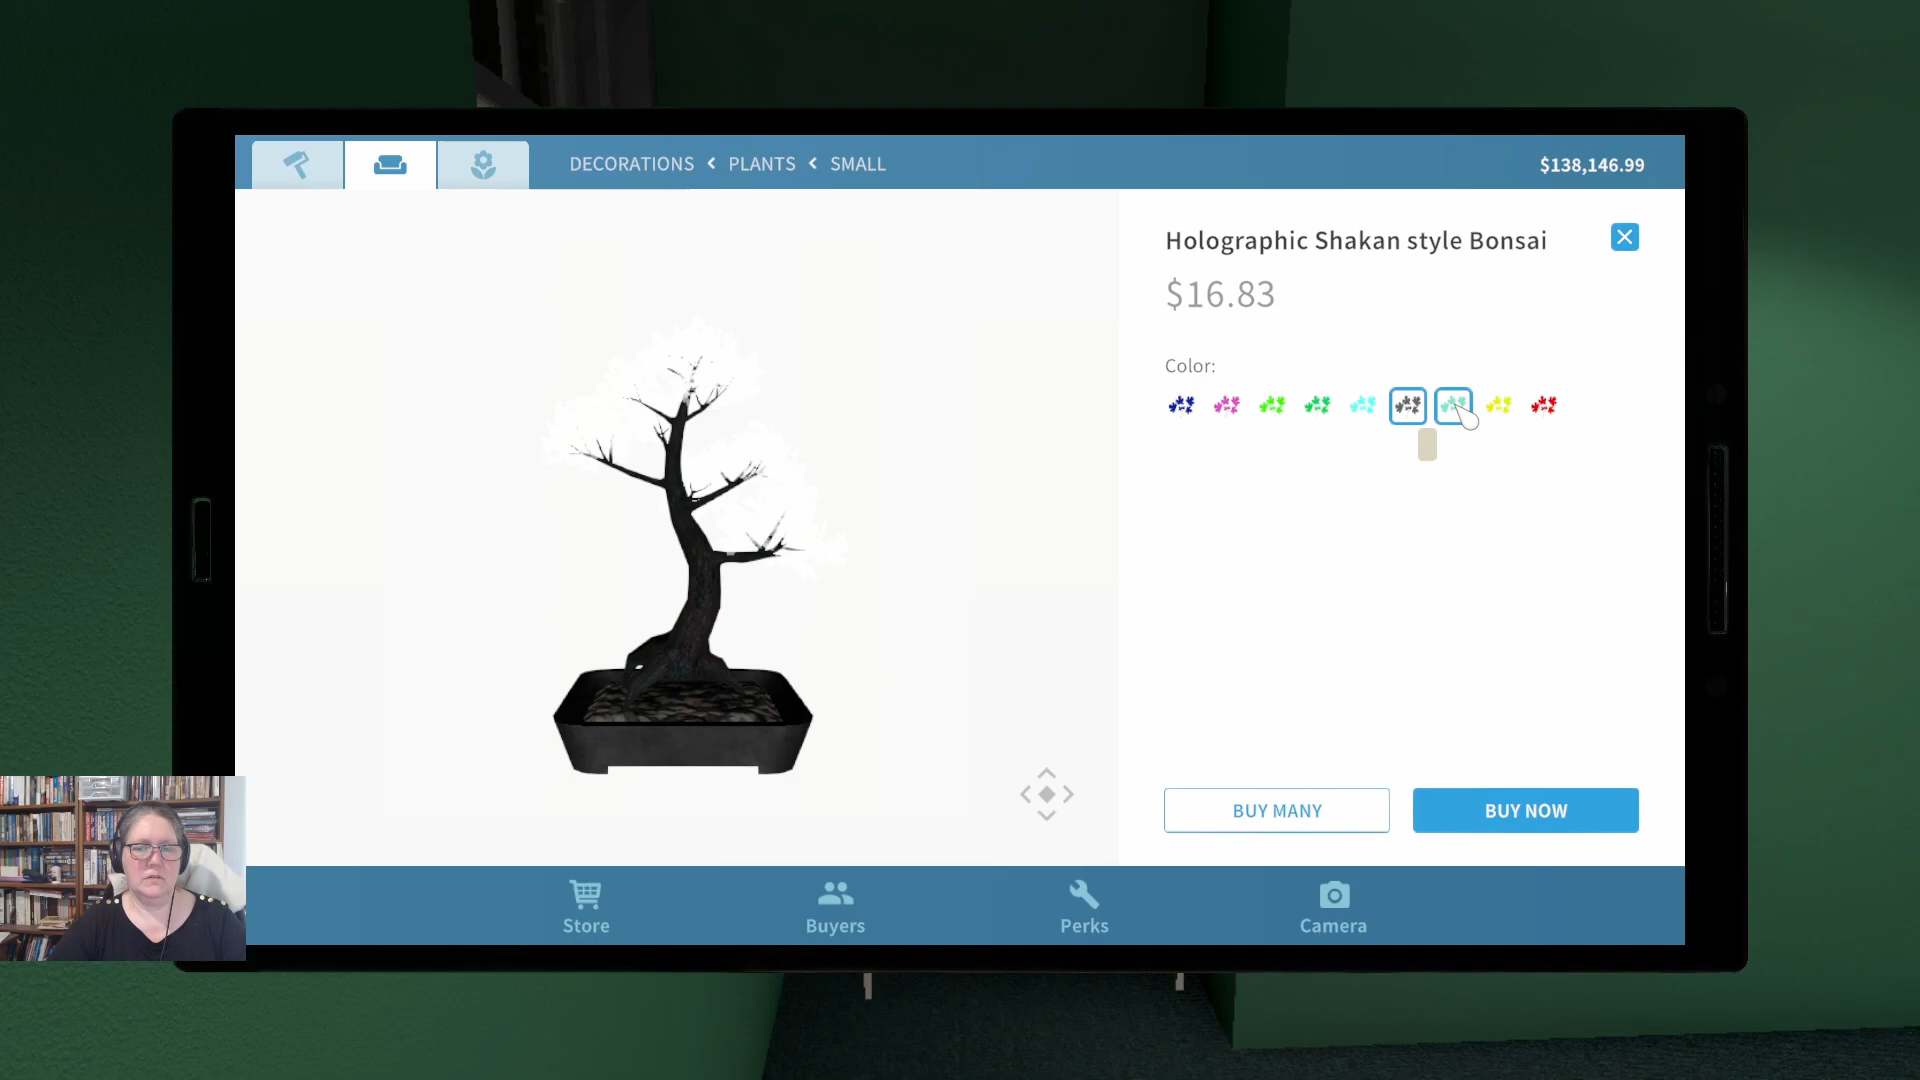 DECORATIONS < PLANTS < SMALL
$138,146.99
Holographic Shakan style Bonsai
$16.83
Color:
BUY MANY
BUY NOW
Store
Buyers
Perks
Camera